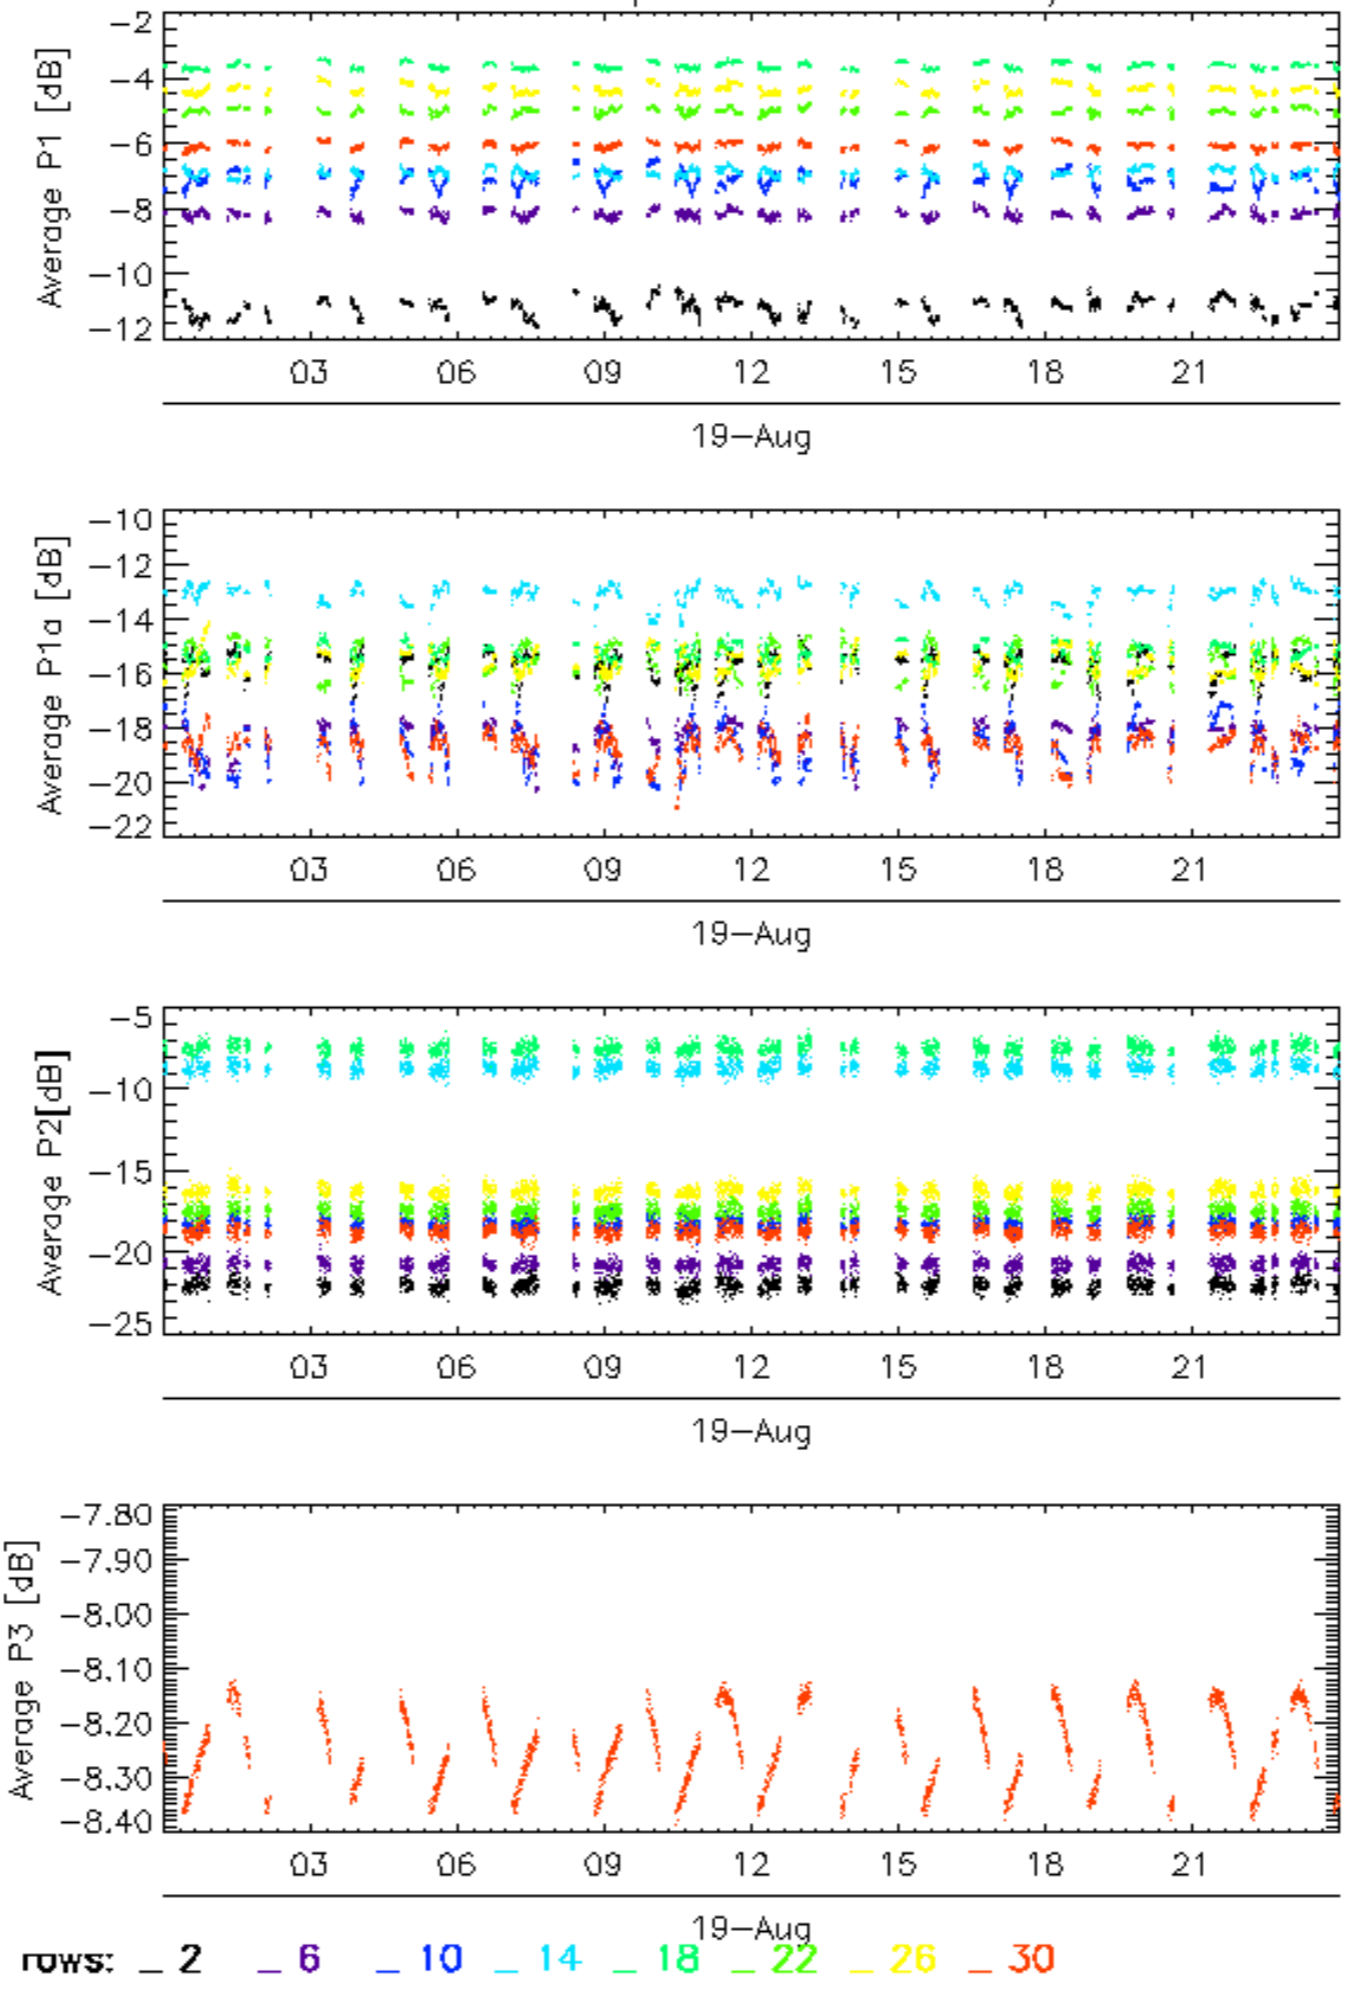 Average P1 [dB]
−2
−4
−6
−8
−10
−12
03 06 09 12 15 18 21
19−Aug
Average P1a [dB]
−10
−12
−14
−16
−18
−20
−22
03 06 09 12 15 18 21
19−Aug
Average P2[dB]
−5
−10
−15
−20
−25
03 06 09 12 15 18 21
19−Aug
Average P3 [dB]
−7.80
−7.90
−8.00
−8.10
−8.20
−8.30
−8.40
03 06 09 12 15 18 21
19−Aug
rows: _ 2 _ 6 _ 10 _ 14 _ 18 _ 22 _ 26 _ 30